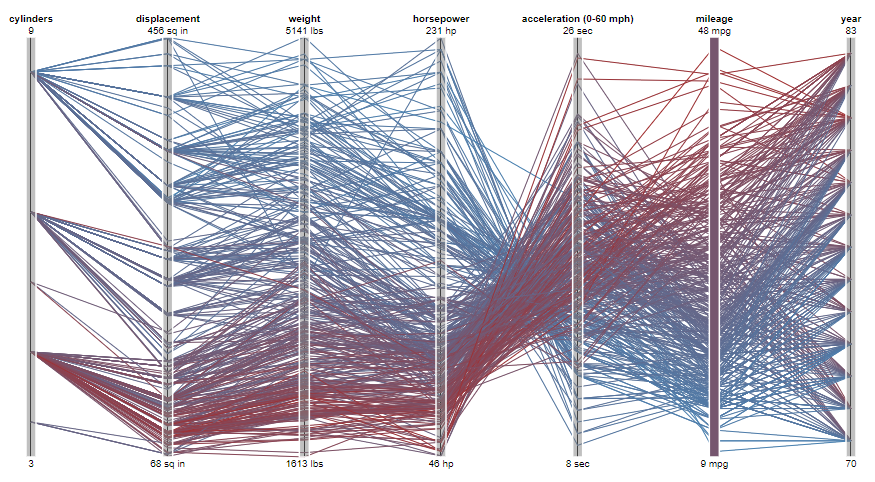 cylinders displacement weight horsepower acceleration (0-60 mph) mileage year
9 456 sq in 5141 lbs 231 hp 26 sec 48 mpg 83
3 68 sq in 1613 lbs 46 hp 8 sec 9 mpg 70